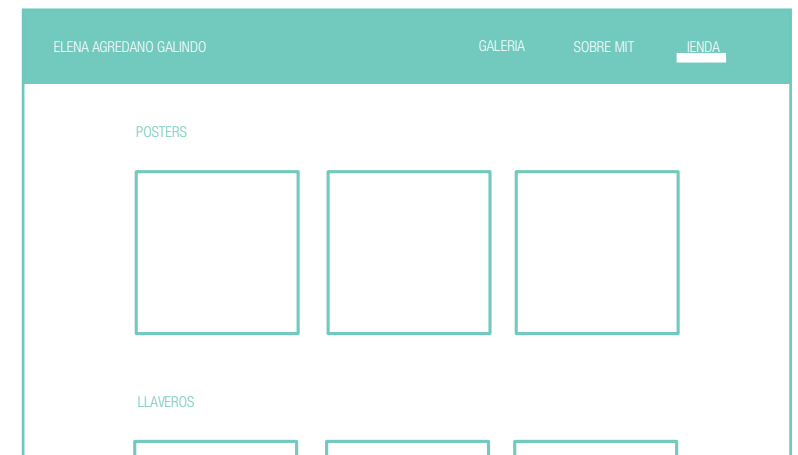 ELENA AGREDANO GALINDO
GALERIA
SOBRE MIT
IENDA
POSTERS
LLAVEROS